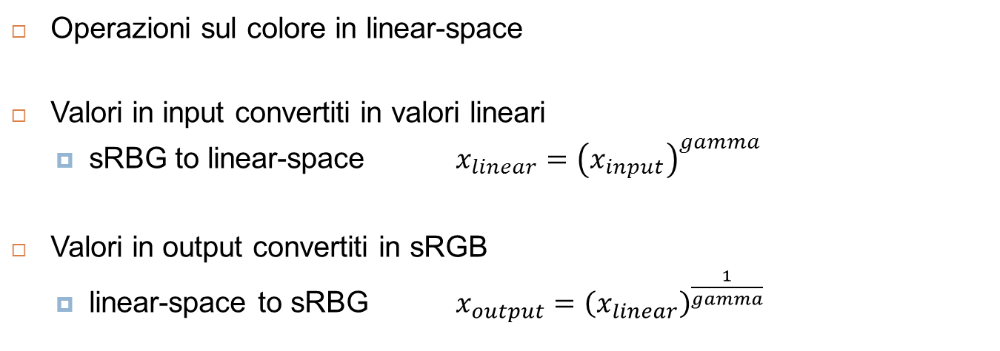 Operazioni sul colore in linear-space
Valori in input convertiti in valori lineari
sRBG to linear-space x_{linear} = (x_{input})^{gamma}
Valori in output convertiti in sRGB
linear-space to sRBG x_{output} = (x_{linear})^{\frac{1}{gamma}}